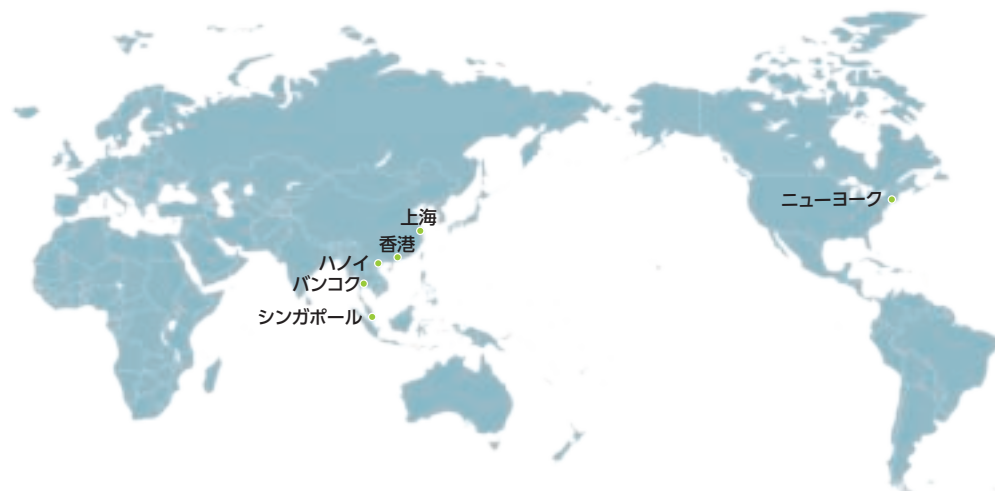 ニューヨーク
上海
香港
ハノイ
バンコク
シンガポール